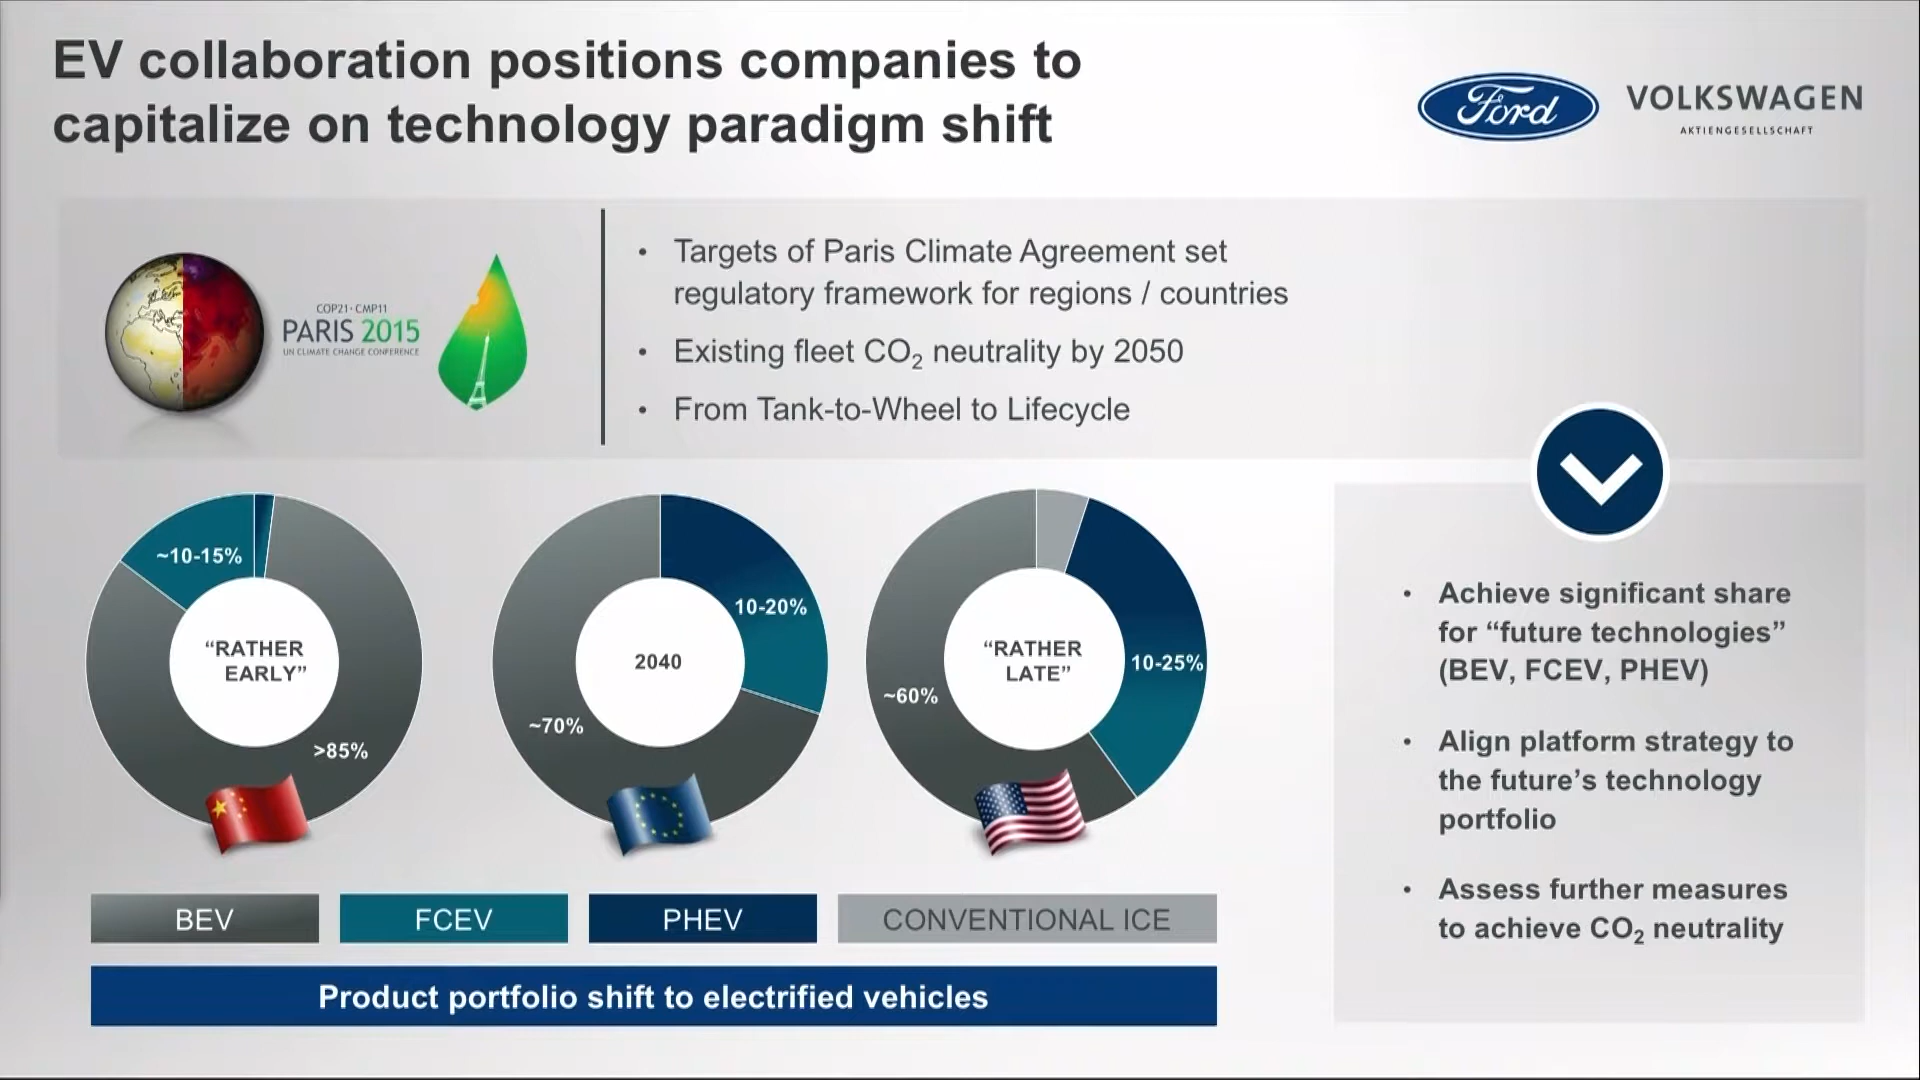 EV collaboration positions companies to
capitalize on technology paradigm shift
Ford
VOLKSWAGEN
AKTIENGESELLSCHAFT
COP21·CMP11
PARIS 2015
UN CLIMATE CHANGE CONFERENCE
• Targets of Paris Climate Agreement set
regulatory framework for regions / countries
• Existing fleet CO₂ neutrality by 2050
• From Tank-to-Wheel to Lifecycle
~10-15%
“RATHER
EARLY”
>85%
10-20%
2040
~70%
“RATHER
LATE”
10-25%
~60%
BEV
FCEV
PHEV
CONVENTIONAL ICE
Product portfolio shift to electrified vehicles
• Achieve significant share
for “future technologies”
(BEV, FCEV, PHEV)
• Align platform strategy to
the future’s technology
portfolio
• Assess further measures
to achieve CO₂ neutrality